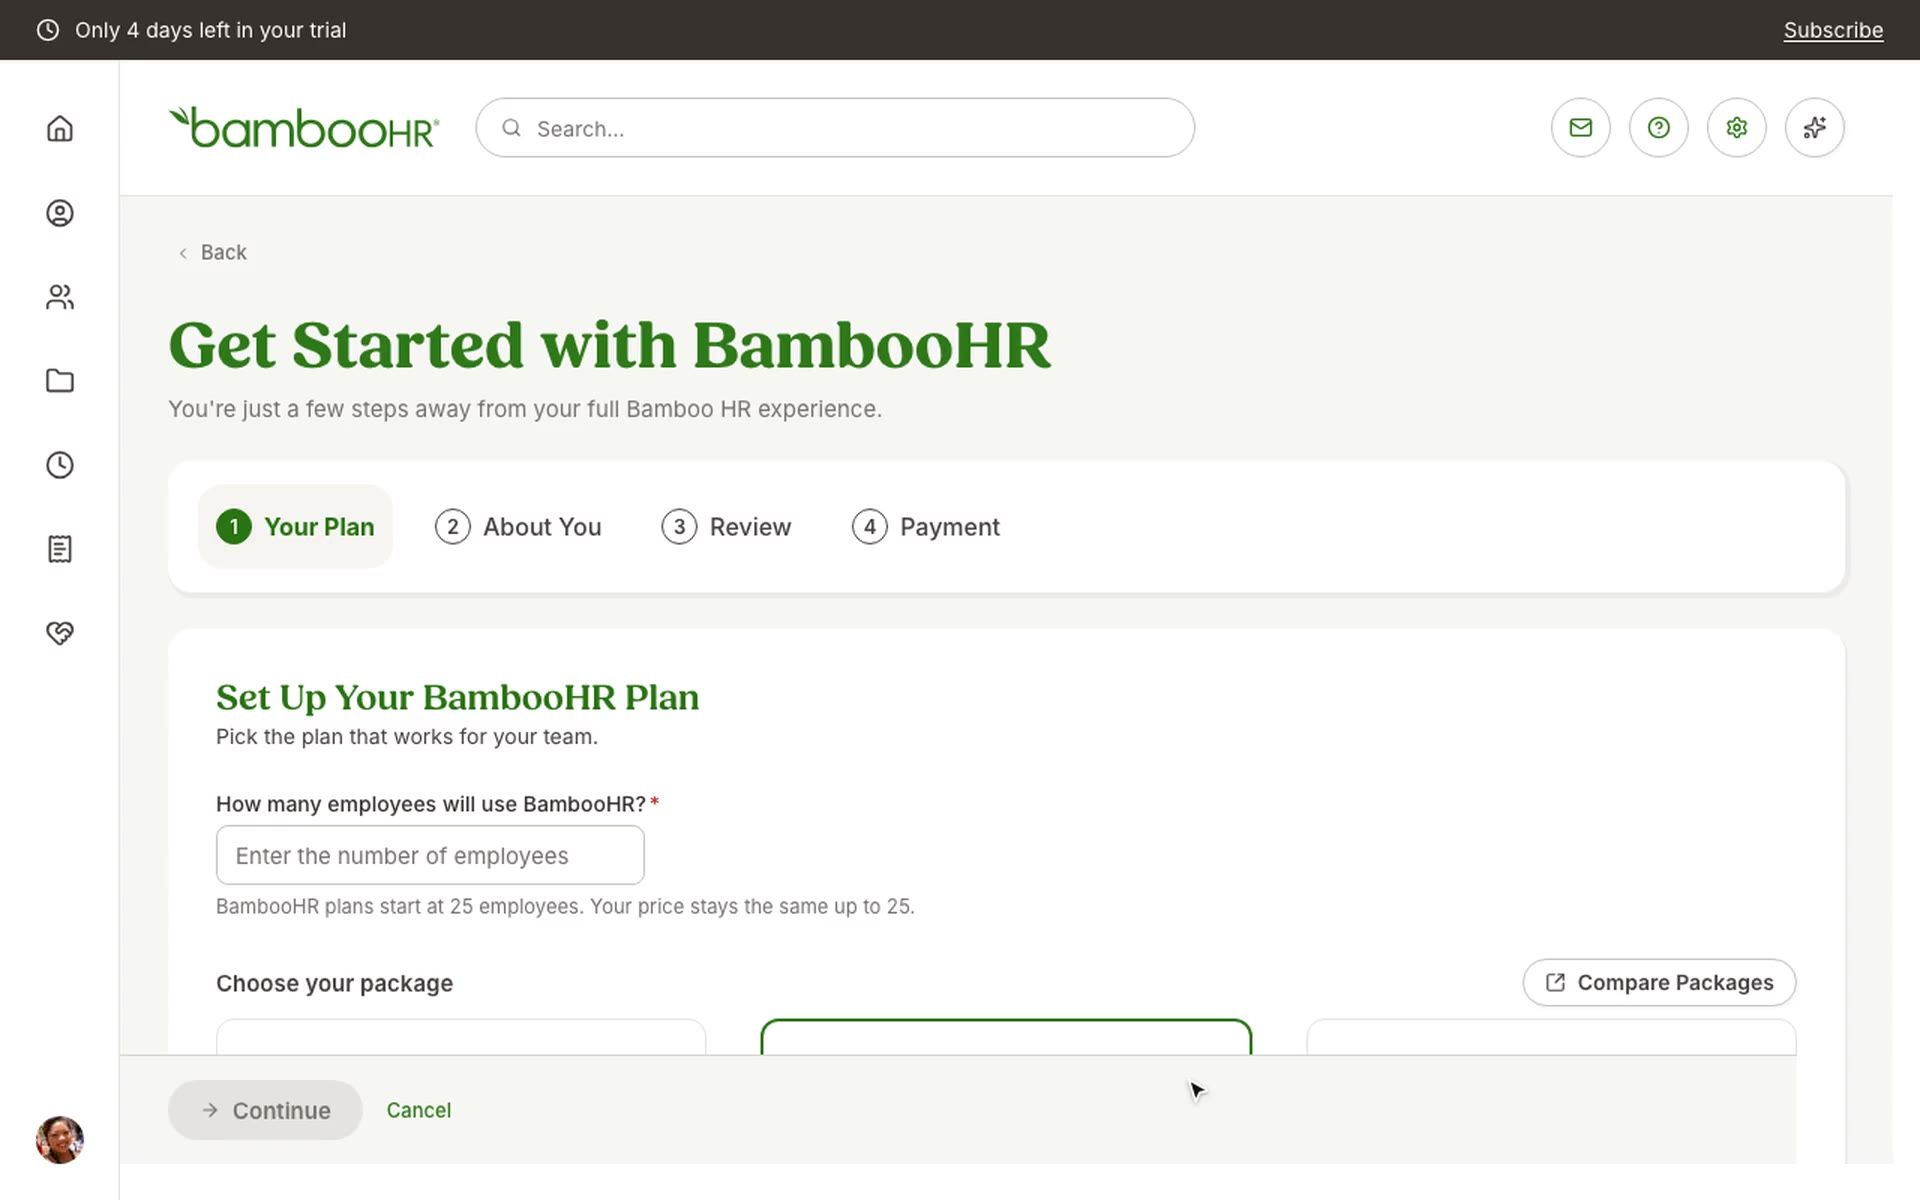 Only 4 days left in your trial
Subscribe
bambooHR®
Search...
Back
Get Started with BambooHR
You're just a few steps away from your full Bamboo HR experience.
1 Your Plan
2 About You
3 Review
4 Payment
Set Up Your BambooHR Plan
Pick the plan that works for your team.
How many employees will use BambooHR?*
Enter the number of employees
BambooHR plans start at 25 employees. Your price stays the same up to 25.
Choose your package
Compare Packages
Continue
Cancel